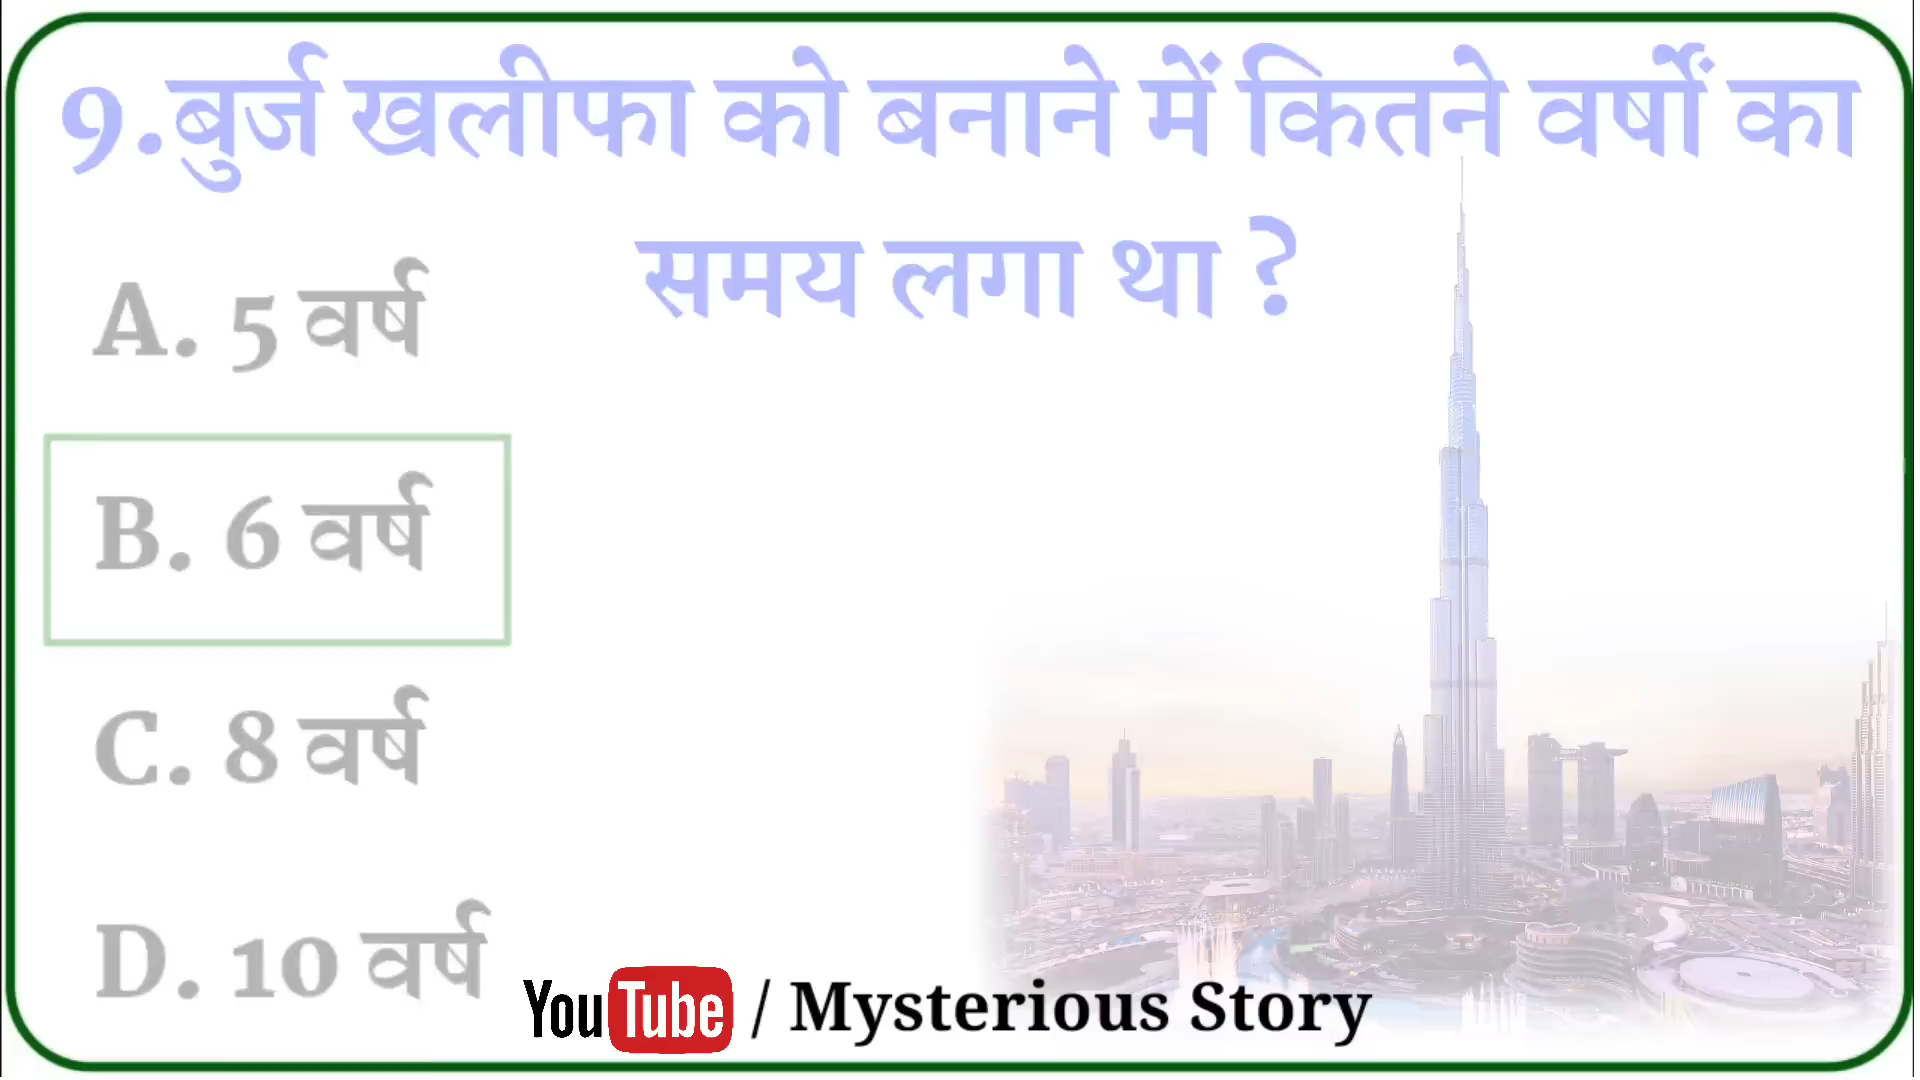 9.बुर्ज खलीफा को बनाने में कितने वर्षों का
समय लगा था ?
A. 5 वर्ष
B. 6 वर्ष
C. 8 वर्ष
D. 10 वर्ष
YouTube / Mysterious Story